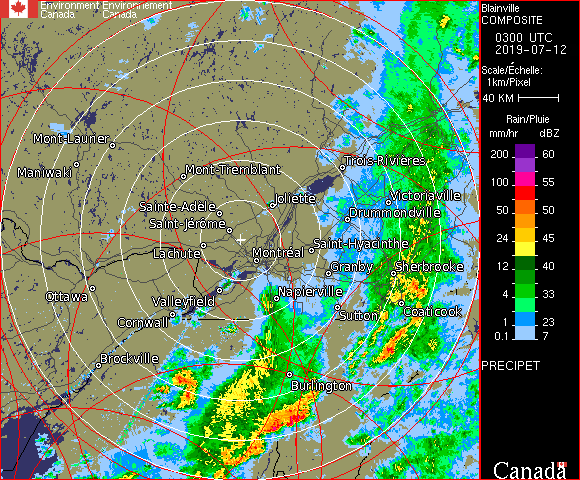 Environment Environnement
Canada Canada
Blainville
COMPOSITE
0300 UTC
2019-07-12
Scale/Échelle:
1km/Pixel
40 KM
Rain/Pluie
mm/hr dBZ
200 60
100 55
50 50
24 45
12 40
4 33
1 23
0.1 7
PRECIPET
Canada
Mont-Laurier
Maniwaki
Mont-Tremblant
Trois-Rivières
Sainte-Adèle
Joliette
Victoriaville
Saint-Jérôme
Drummondville
Lachute
Montréal
Saint-Hyacinthe
Granby
Sherbrooke
Ottawa
Valleyfield
Napierville
Cornwall
Sutton
Coaticook
Brockville
Burlington